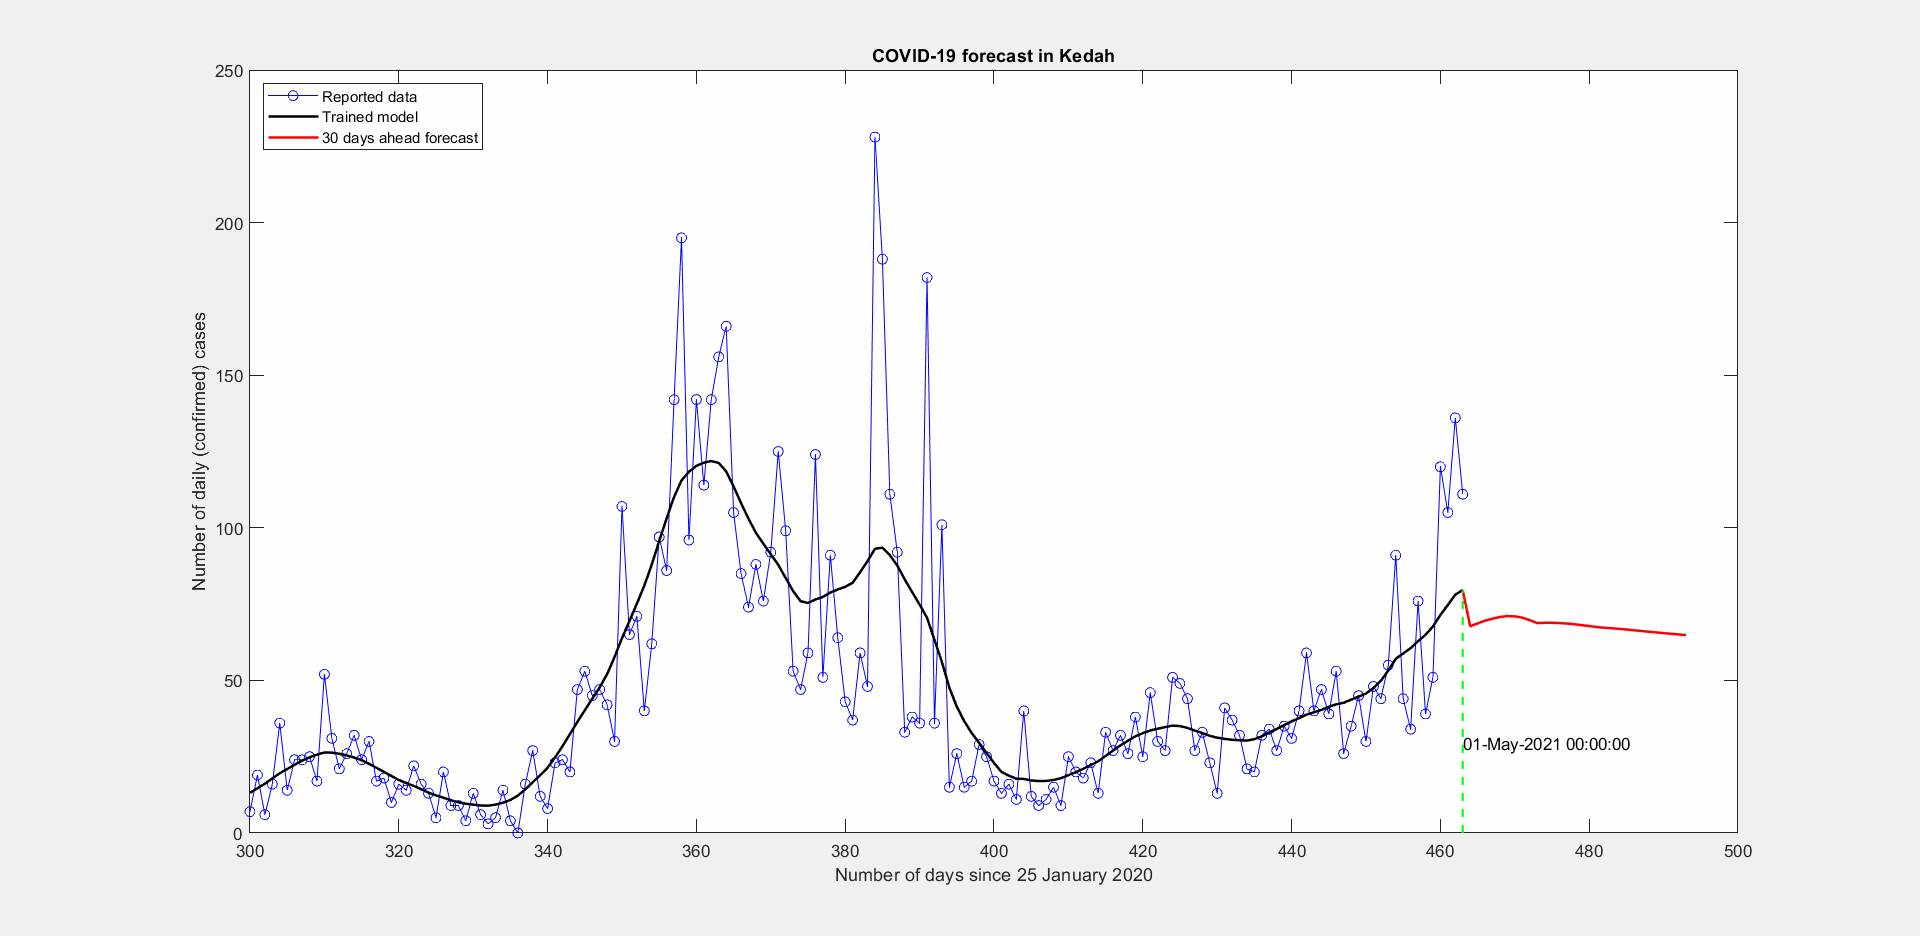 COVID-19 forecast in Kedah
Reported data
Trained model
30 days ahead forecast
250
200
150
100
50
0
Number of daily (confirmed) cases
01-May-2021 00:00:00
300 320 340 360 380 400 420 440 460 480 500
Number of days since 25 January 2020